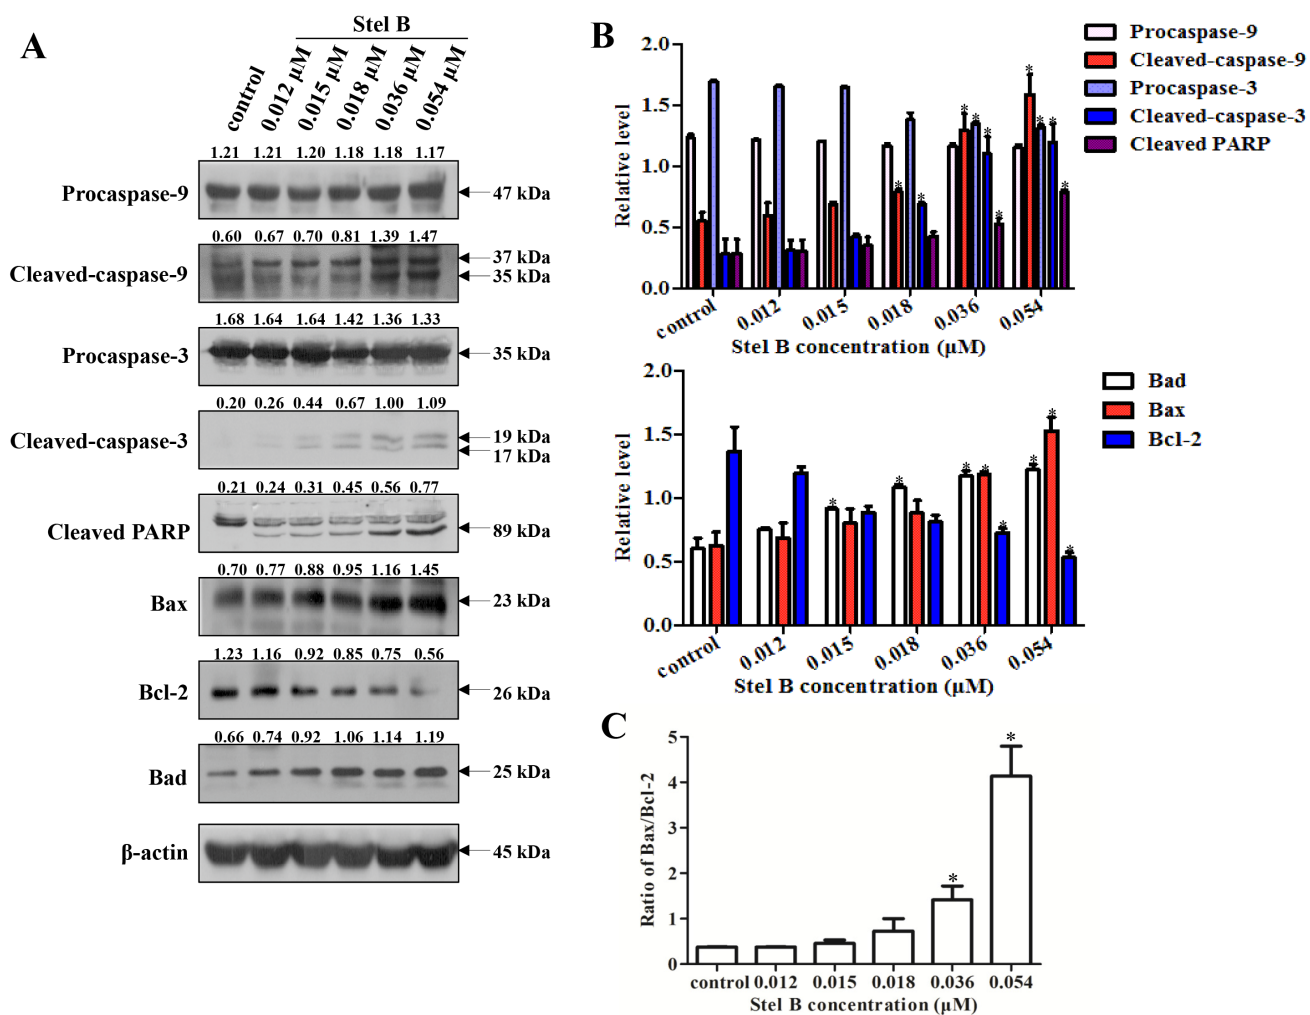 A
Stel B
control
0.012 μM
0.015 μM
0.018 μM
0.036 μM
0.054 μM
1.21 1.21 1.20 1.18 1.18 1.17
Procaspase-9
47 kDa
0.60 0.67 0.70 0.81 1.39 1.47
Cleaved-caspase-9
37 kDa
35 kDa
1.68 1.64 1.64 1.42 1.36 1.33
Procaspase-3
35 kDa
0.20 0.26 0.44 0.67 1.00 1.09
Cleaved-caspase-3
19 kDa
17 kDa
0.21 0.24 0.31 0.45 0.56 0.77
Cleaved PARP
89 kDa
0.70 0.77 0.88 0.95 1.16 1.45
Bax
23 kDa
1.23 1.16 0.92 0.85 0.75 0.56
Bcl-2
26 kDa
0.66 0.74 0.92 1.06 1.14 1.19
Bad
25 kDa
β-actin
45 kDa
B
Relative level
2.0
1.5
1.0
0.5
0.0
* * * * * * * * * * *
control 0.012 0.015 0.018 0.036 0.054
Stel B concentration (μM)
Procaspase-9
Cleaved-caspase-9
Procaspase-3
Cleaved-caspase-3
Cleaved PARP
Relative level
2.0
1.5
1.0
0.5
0.0
* * * * * * * *
control 0.012 0.015 0.018 0.036 0.054
Stel B concentration (μM)
Bad
Bax
Bcl-2
C
Ratio of Bax/Bcl-2
5
4
3
2
1
0
* *
control 0.012 0.015 0.018 0.036 0.054
Stel B concentration (μM)